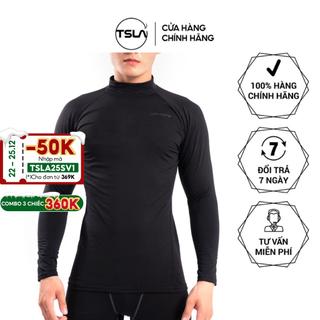 TSLA
CỬA HÀNG
CHÍNH HÃNG
100% HÀNG
CHÍNH HÃNG
7
ĐỔI TRẢ
7 NGÀY
TƯ VẤN
MIỄN PHÍ
22 - 25.12
-50K
Nhập mã
TSLA25SV1
(*)Cho đơn từ 369K
COMBO 3 CHIẾC
360K